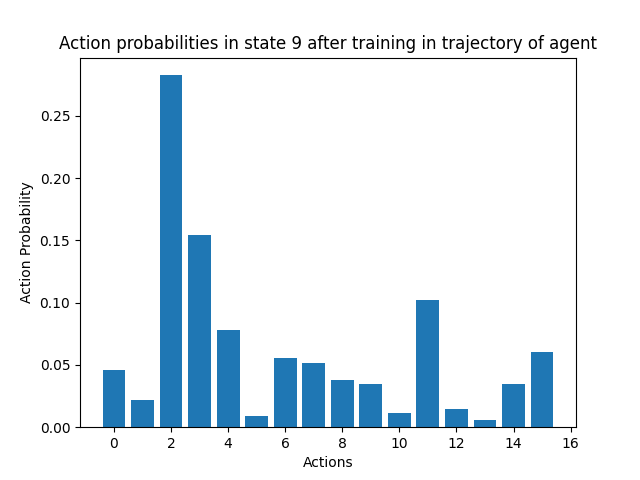 Action probabilities in state 9 after training in trajectory of agent
0.25
0.20
0.15
0.10
0.05
0.00
Action Probability
0 2 4 6 8 10 12 14 16
Actions